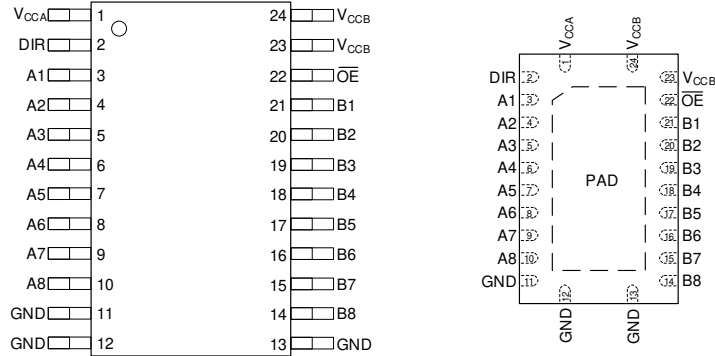 VCCA 1 24 VCCB
DIR 2 23 VCCB
A1 3 22 OE
A2 4 21 B1
A3 5 20 B2
A4 6 19 B3
A5 7 18 B4
A6 8 17 B5
A7 9 16 B6
A8 10 15 B7
GND 11 14 B8
GND 12 13 GND
VCCA VCCB
1 24
DIR 2 23 VCCB
A1 3 22 OE
A2 4 21 B1
A3 5 20 B2
A4 6 19 B3
A5 7 18 B4
PAD
A6 8 17 B5
A7 9 16 B6
A8 10 15 B7
GND 11 14 B8
12 13
GND GND